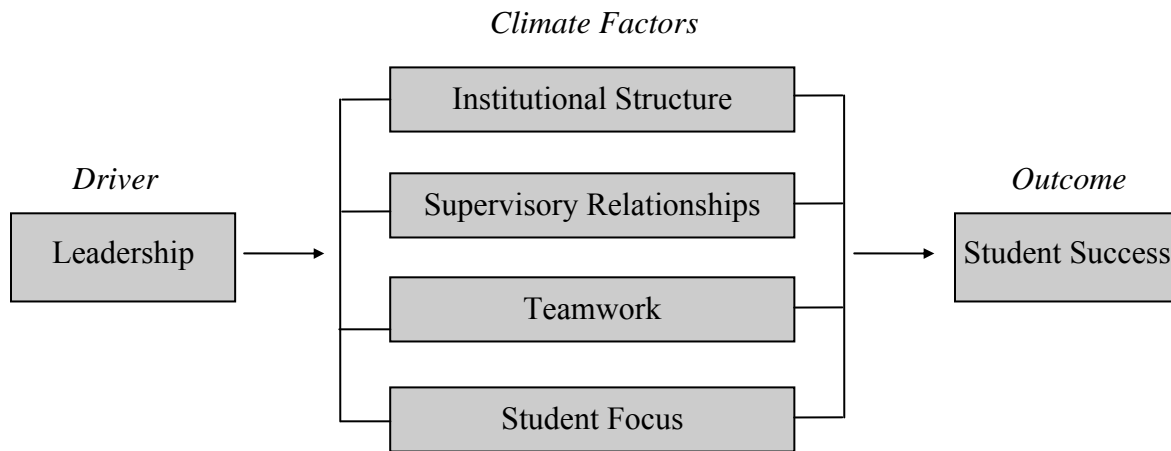 Climate Factors
Institutional Structure
Driver
Supervisory Relationships
Outcome
Leadership
Student Success
Teamwork
Student Focus